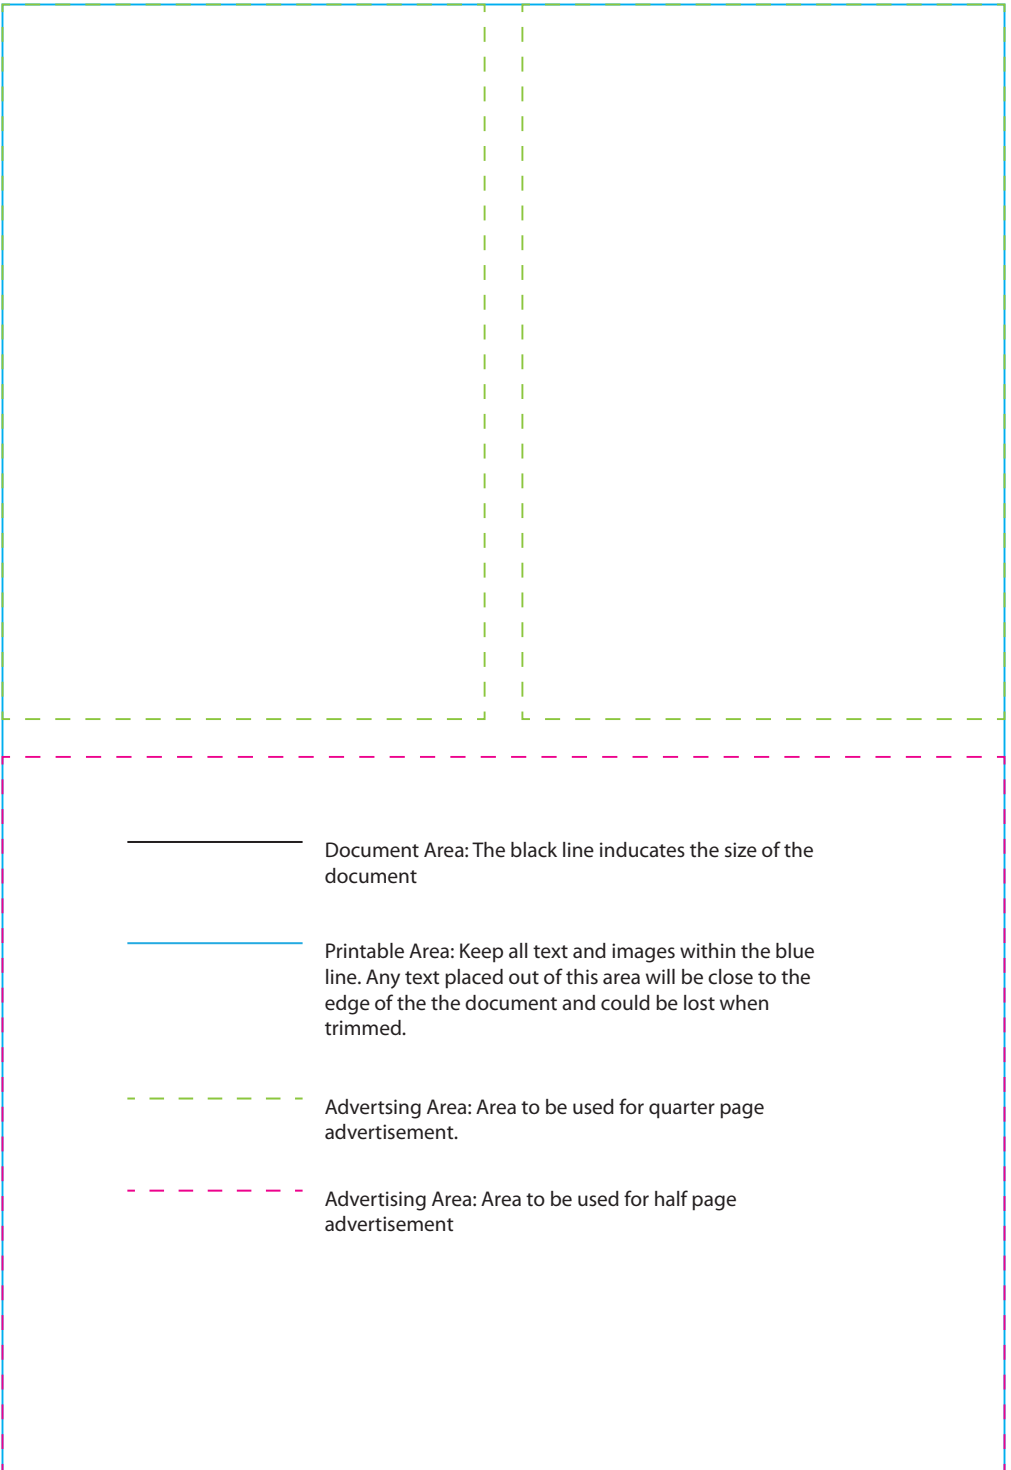 Document Area: The black line inducates the size of the
document
Printable Area: Keep all text and images within the blue
line. Any text placed out of this area will be close to the
edge of the the document and could be lost when
trimmed.
Advertsing Area: Area to be used for quarter page
advertisement.
Advertising Area: Area to be used for half page
advertisement